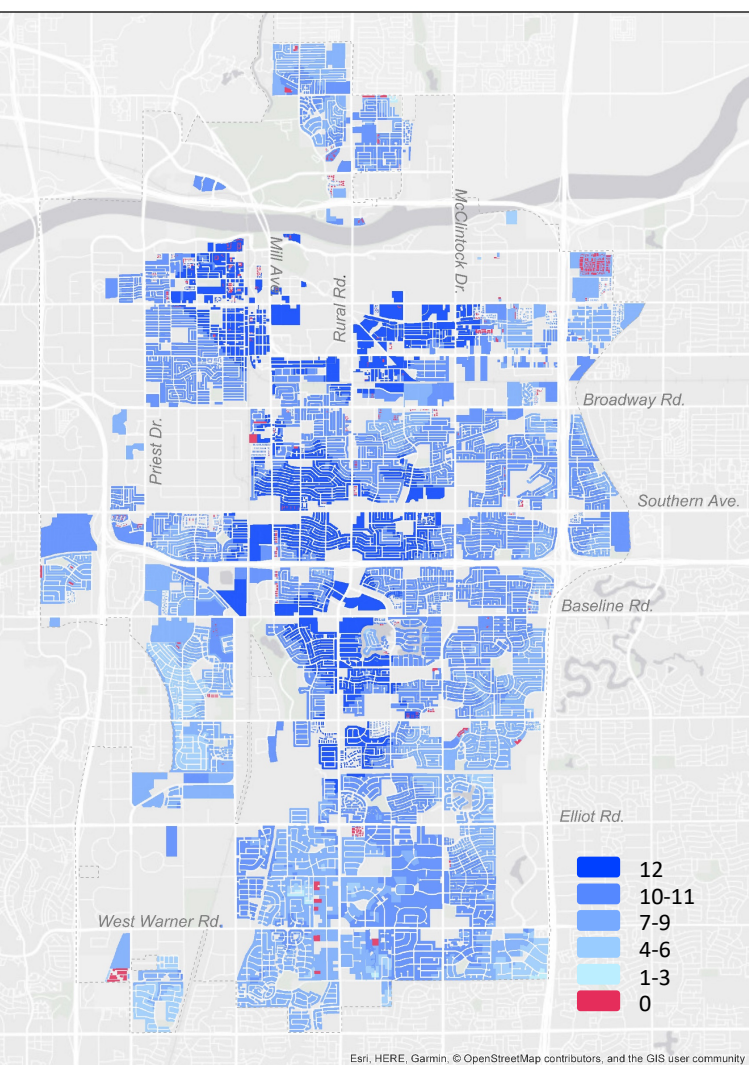 McClintock Dr.
Mill Ave.
Rural Rd.
Broadway Rd.
Priest Dr.
Southern Ave.
Baseline Rd.
Elliot Rd.
12
10-11
7-9
4-6
1-3
0
West Warner Rd.
Esri, HERE, Garmin, © OpenStreetMap contributors, and the GIS user community